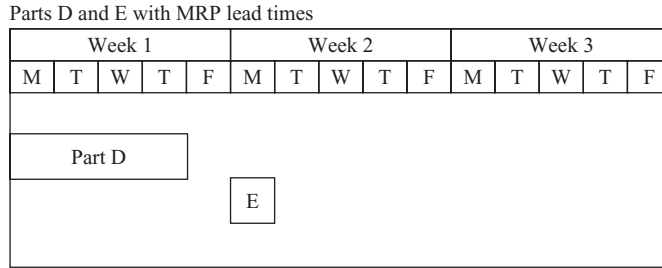 Parts D and E with MRP lead times
Week 1 Week 2 Week 3
M T W T F M T W T F M T W T F
Part D
E